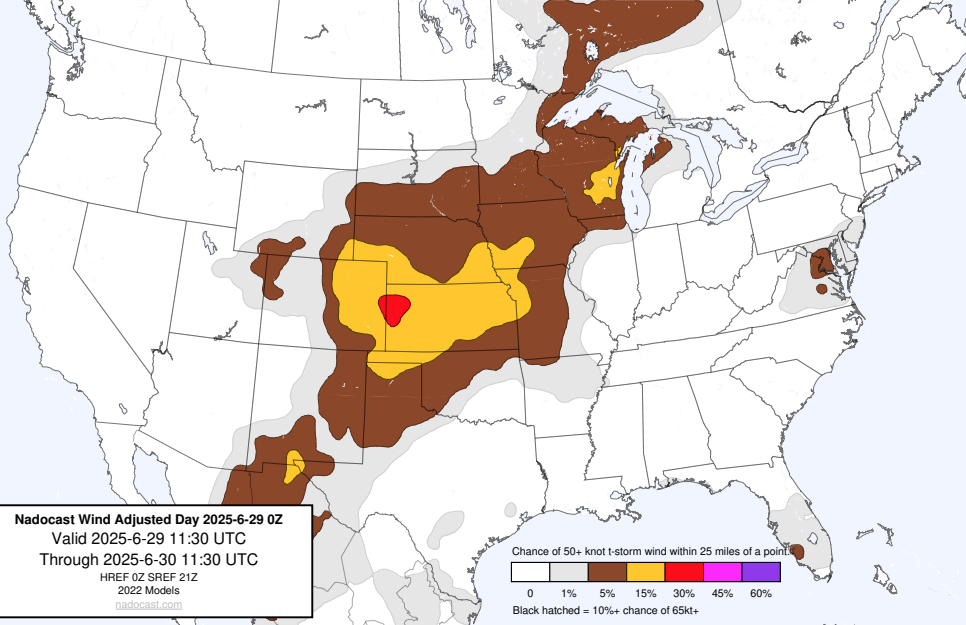 Nadocast Wind Adjusted Day 2025-6-29 0Z
Valid 2025-6-29 11:30 UTC
Through 2025-6-30 11:30 UTC
HREF 0Z SREF 21Z
2022 Models
nadocast.com
Chance of 50+ knot t-storm wind within 25 miles of a point.
0 1% 5% 15% 30% 45% 60%
Black hatched = 10%+ chance of 65kt+